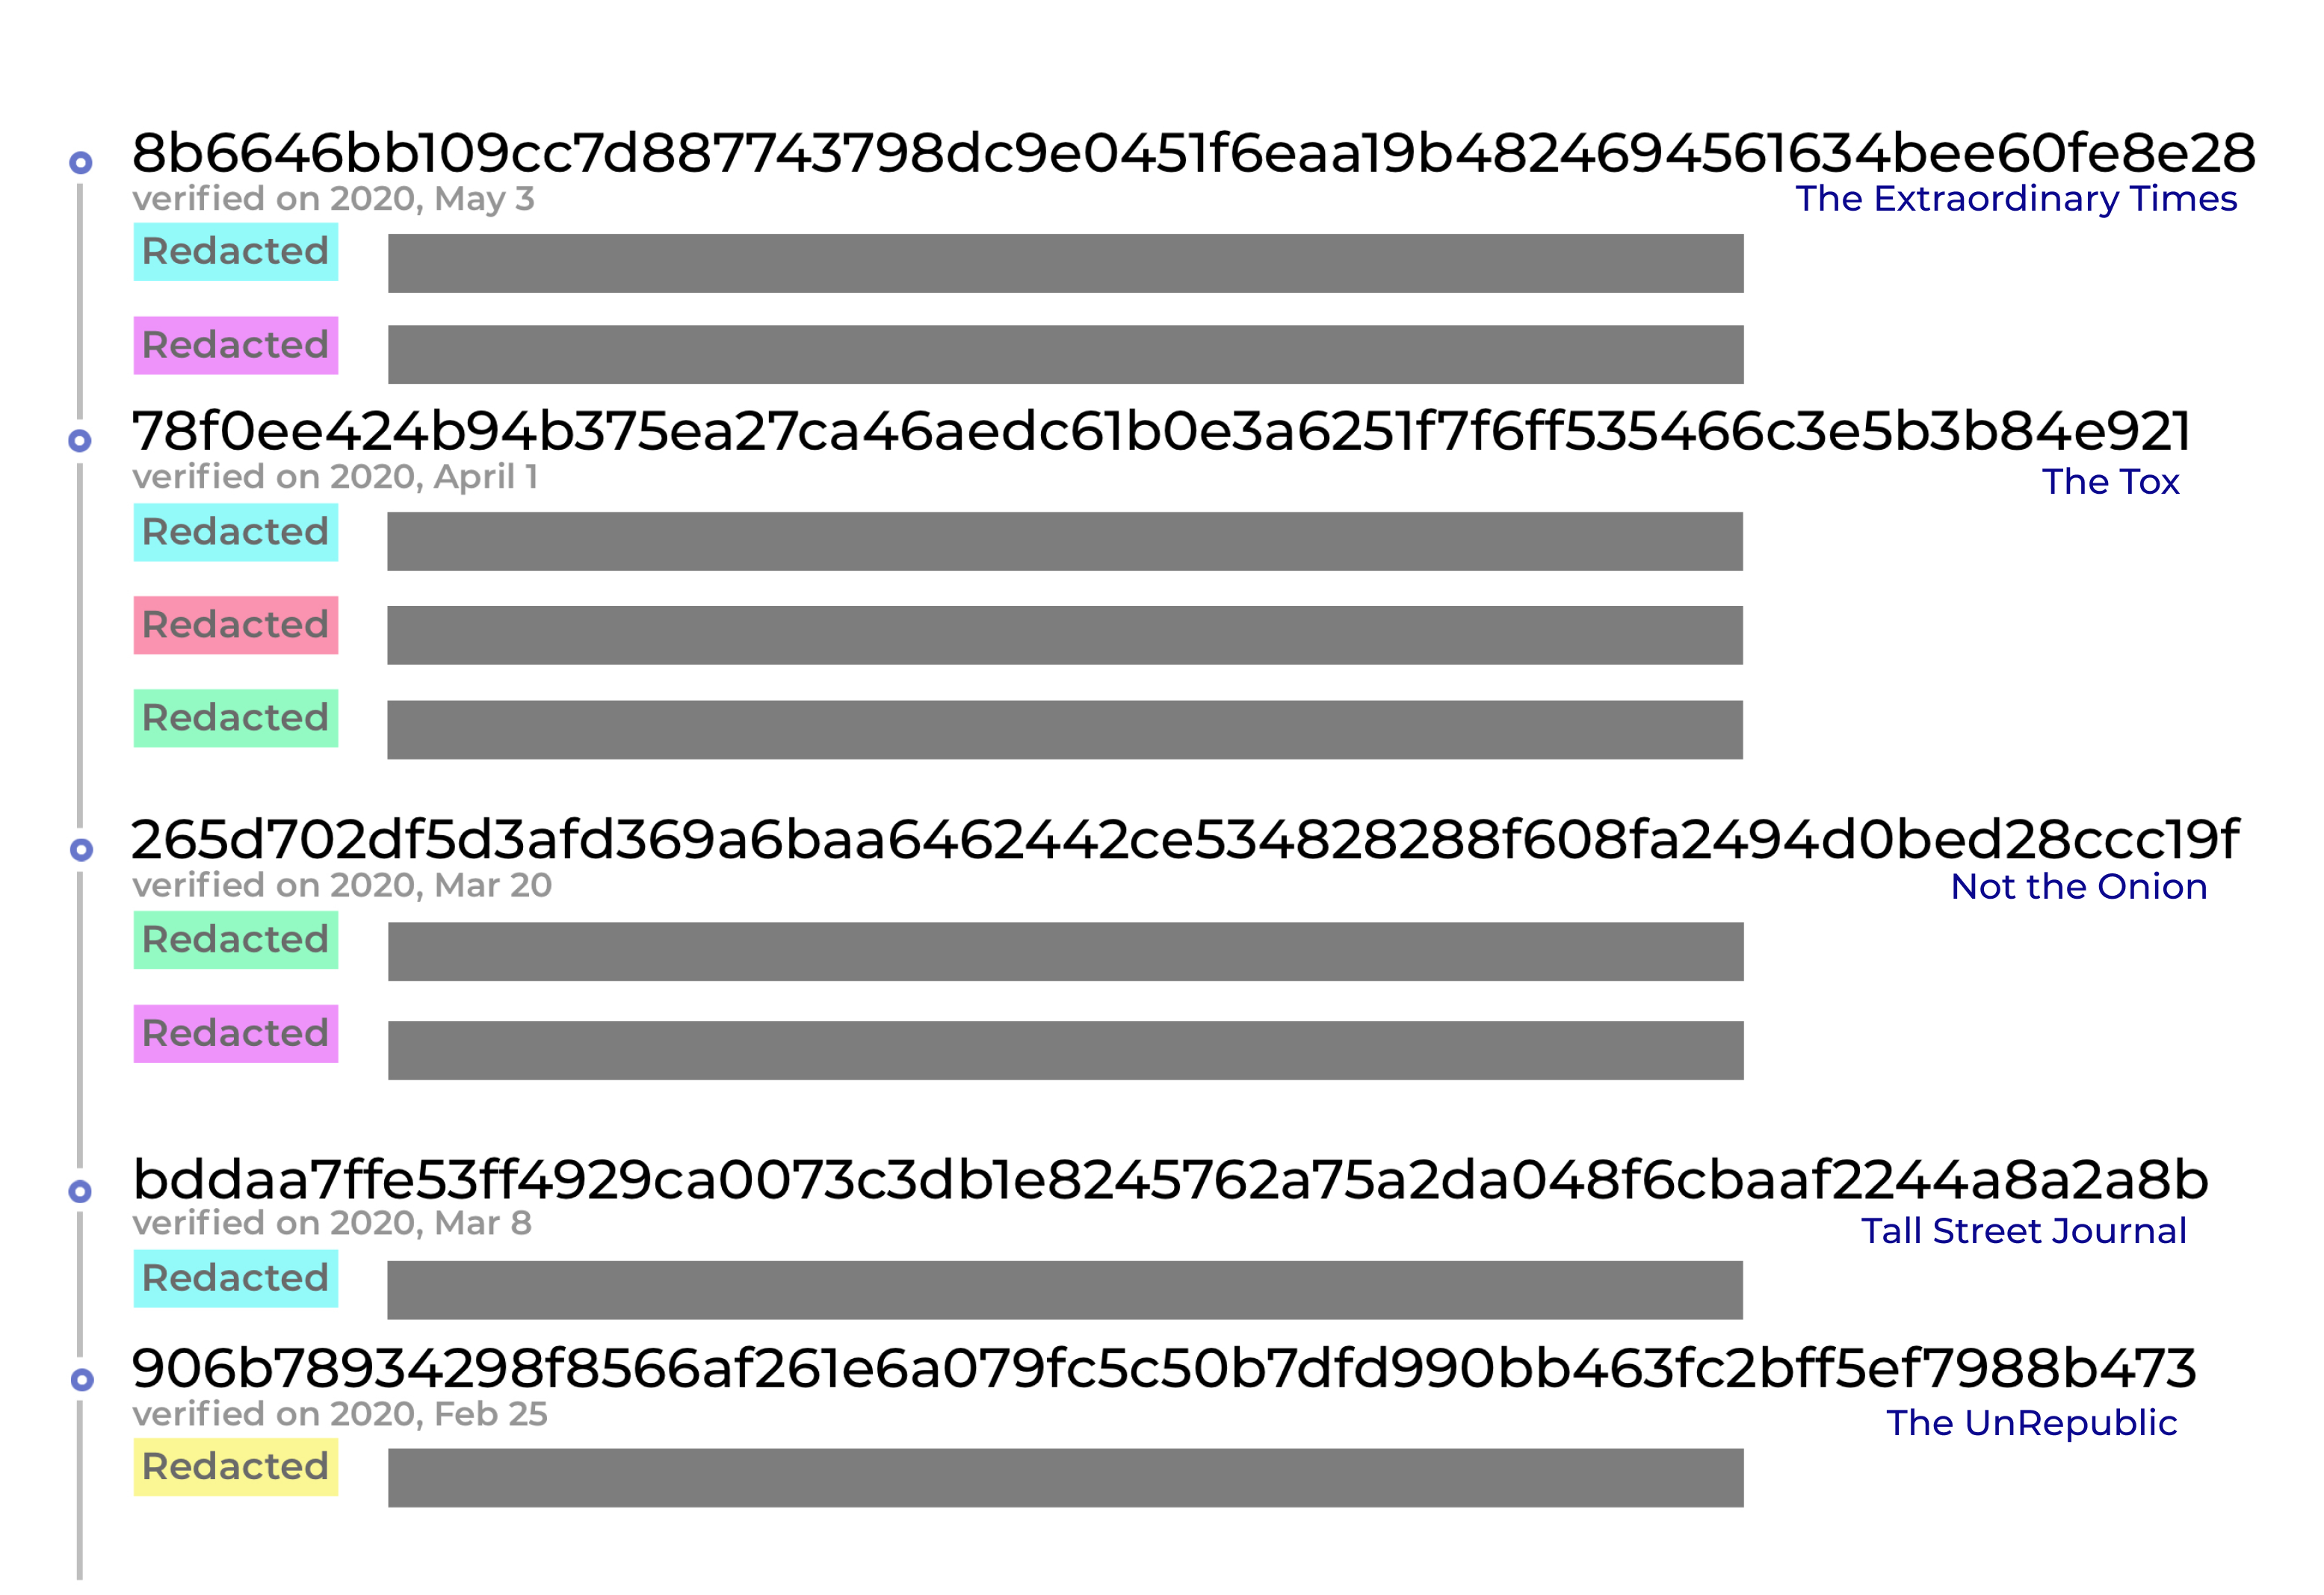 8b6646bb109cc7d8877743798dc9e0451f6eaa19b4824694561634bee60fe8e28
verified on 2020, May 3
The Extraordinary Times
Redacted
Redacted
78f0ee424b94b375ea27ca46aedc61b0e3a6251f7f6ff535466c3e5b3b84e921
verified on 2020, April 1
The Tox
Redacted
Redacted
Redacted
265d702df5d3afd369a6baa6462442ce534828288f608fa2494d0bed28ccc19f
verified on 2020, Mar 20
Not the Onion
Redacted
Redacted
bddaa7ffe53ff4929ca0073c3db1e8245762a75a2da048f6cbaaf2244a8a2a8b
verified on 2020, Mar 8
Tall Street Journal
Redacted
906b78934298f8566af261e6a079fc5c50b7dfd990bb463fc2bff5ef7988b473
verified on 2020, Feb 25
The UnRepublic
Redacted